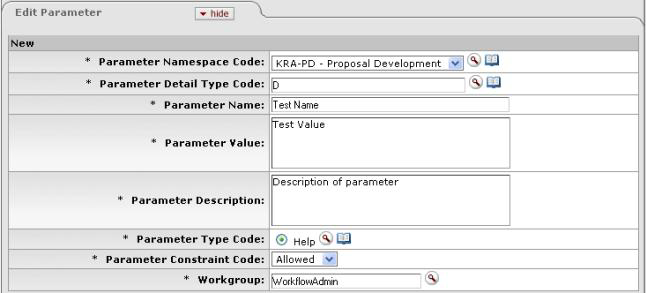 Edit Parameter
hide
New
* Parameter Namespace Code: KRA-PD - Proposal Development
* Parameter Detail Type Code: D
* Parameter Name: Test Name
* Parameter Value: Test Value
* Parameter Description: Description of parameter
* Parameter Type Code: Help
* Parameter Constraint Code: Allowed
* Workgroup: WorkflowAdmin